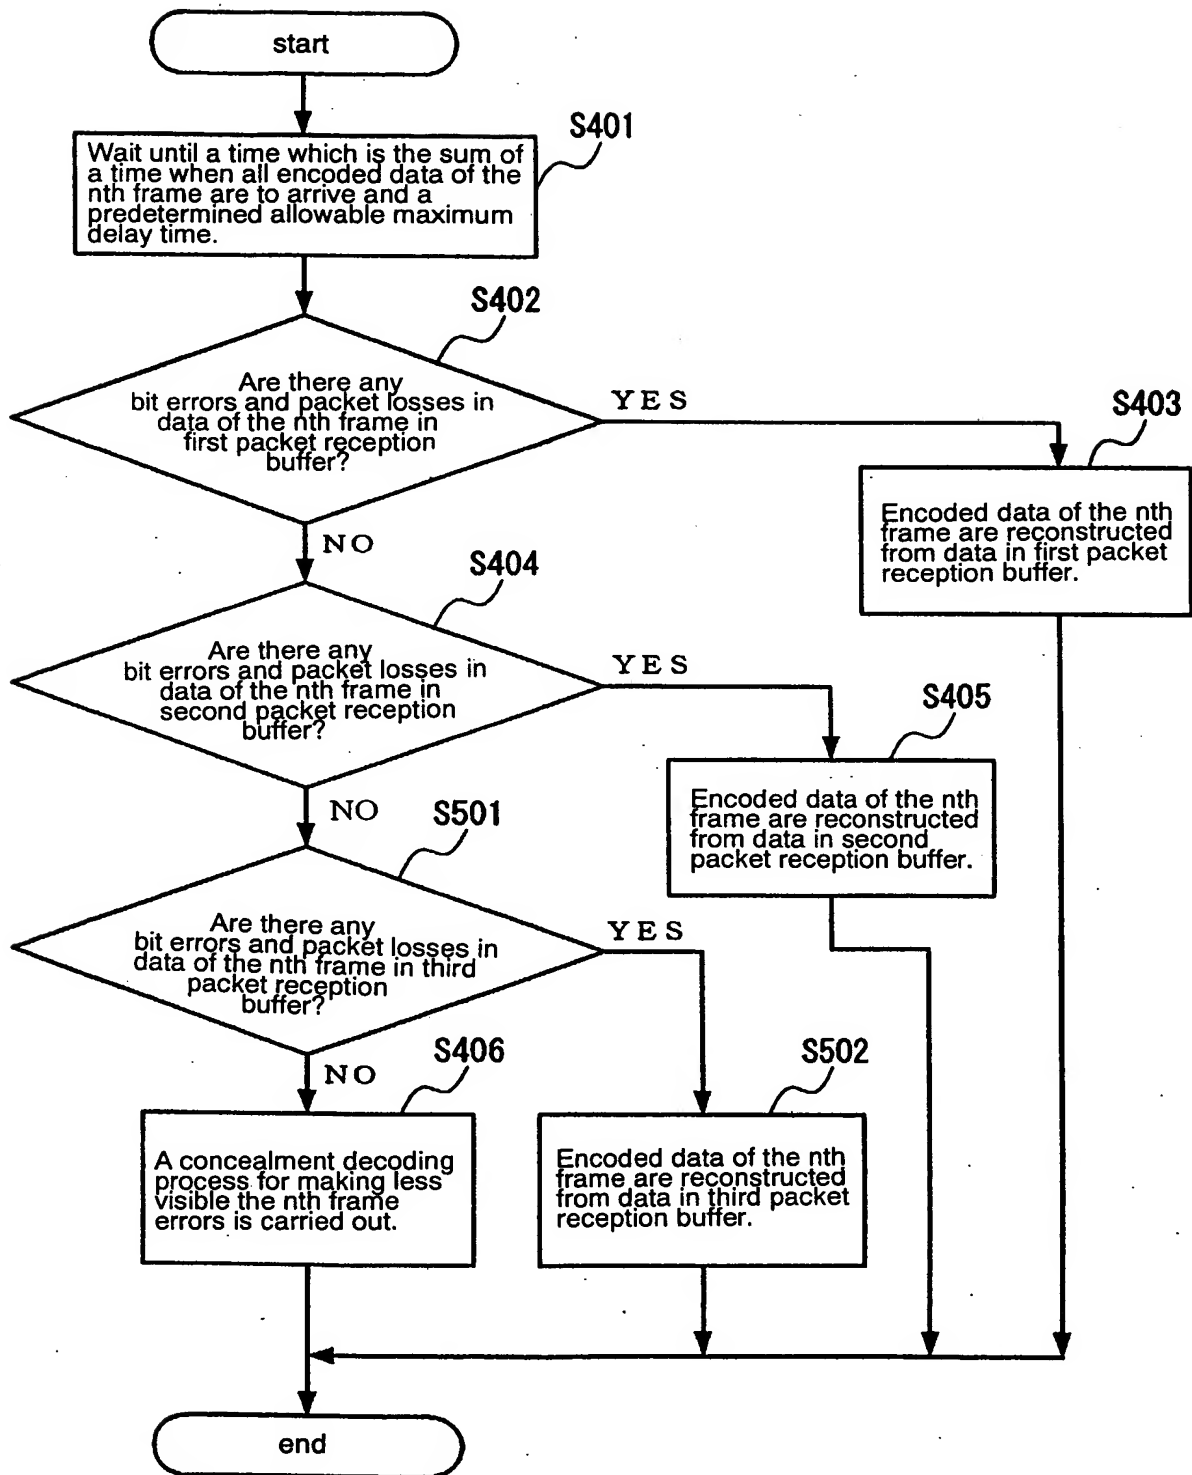 start
S401
Wait until a time which is the sum of
a time when all encoded data of the
nth frame are to arrive and a
predetermined allowable maximum
delay time.
S402
Are there any
bit errors and packet losses in
data of the nth frame in
first packet reception
buffer?
YES
S403
Encoded data of the nth
frame are reconstructed
from data in first packet
reception buffer.
NO
S404
Are there any
bit errors and packet losses in
data of the nth frame in
second packet reception
buffer?
YES
S405
Encoded data of the nth
frame are reconstructed
from data in second
packet reception buffer.
NO
S501
Are there any
bit errors and packet losses in
data of the nth frame in third
packet reception
buffer?
YES
S502
Encoded data of the nth
frame are reconstructed
from data in third packet
reception buffer.
NO
S406
A concealment decoding
process for making less
visible the nth frame
errors is carried out.
end